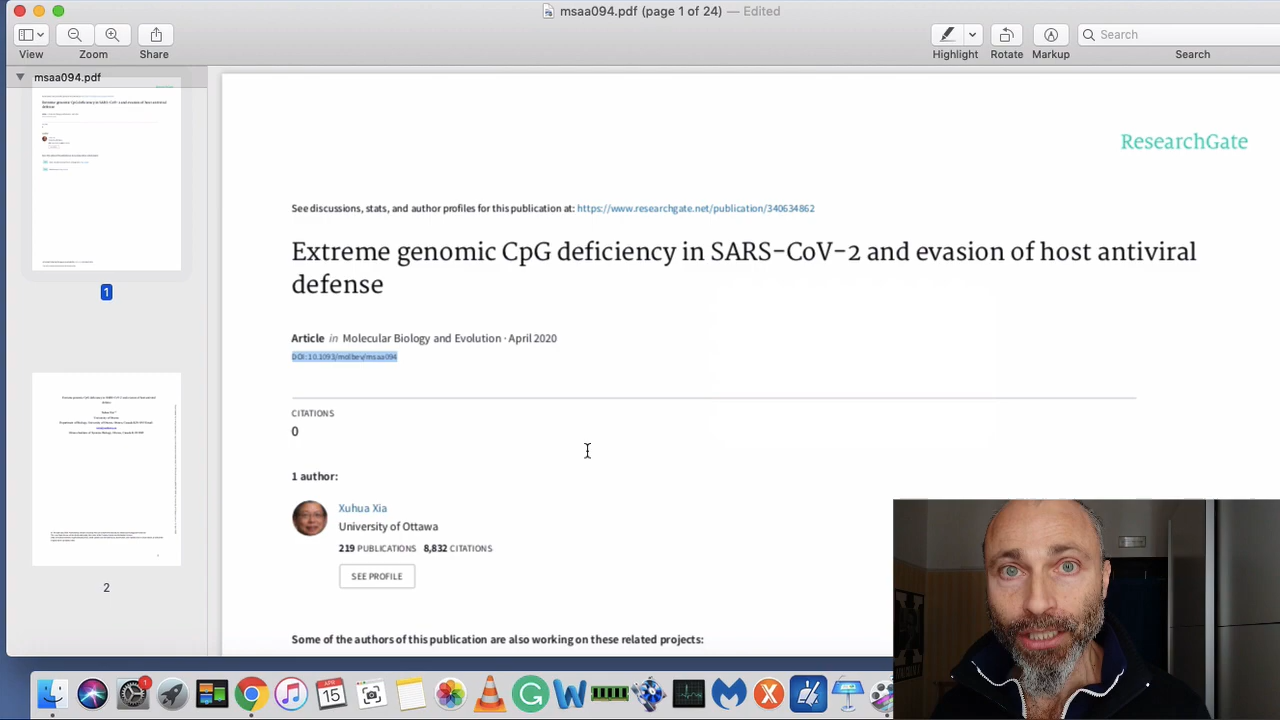 msaa094.pdf (page 1 of 24) — Edited
View
Zoom
Share
Highlight
Rotate
Markup
Search
Search
msaa094.pdf
1
2
ResearchGate
See discussions, stats, and author profiles for this publication at: https://www.researchgate.net/publication/340634862
Extreme genomic CpG deficiency in SARS-CoV-2 and evasion of host antiviral
defense
Article in Molecular Biology and Evolution · April 2020
DOI: 10.1093/molbev/msaa094
CITATIONS
0
1 author:
Xuhua Xia
University of Ottawa
219 PUBLICATIONS 8,832 CITATIONS
SEE PROFILE
Some of the authors of this publication are also working on these related projects:
1
APR
15